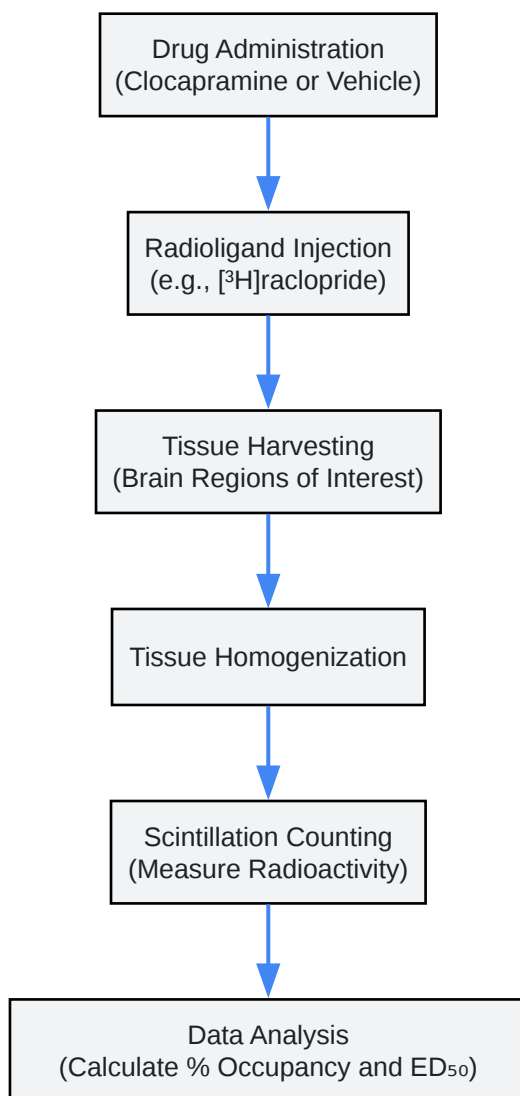 Drug Administration
(Clocapramine or Vehicle)
Radioligand Injection
(e.g., [³H]raclopride)
Tissue Harvesting
(Brain Regions of Interest)
Tissue Homogenization
Scintillation Counting
(Measure Radioactivity)
Data Analysis
(Calculate % Occupancy and ED₅₀)